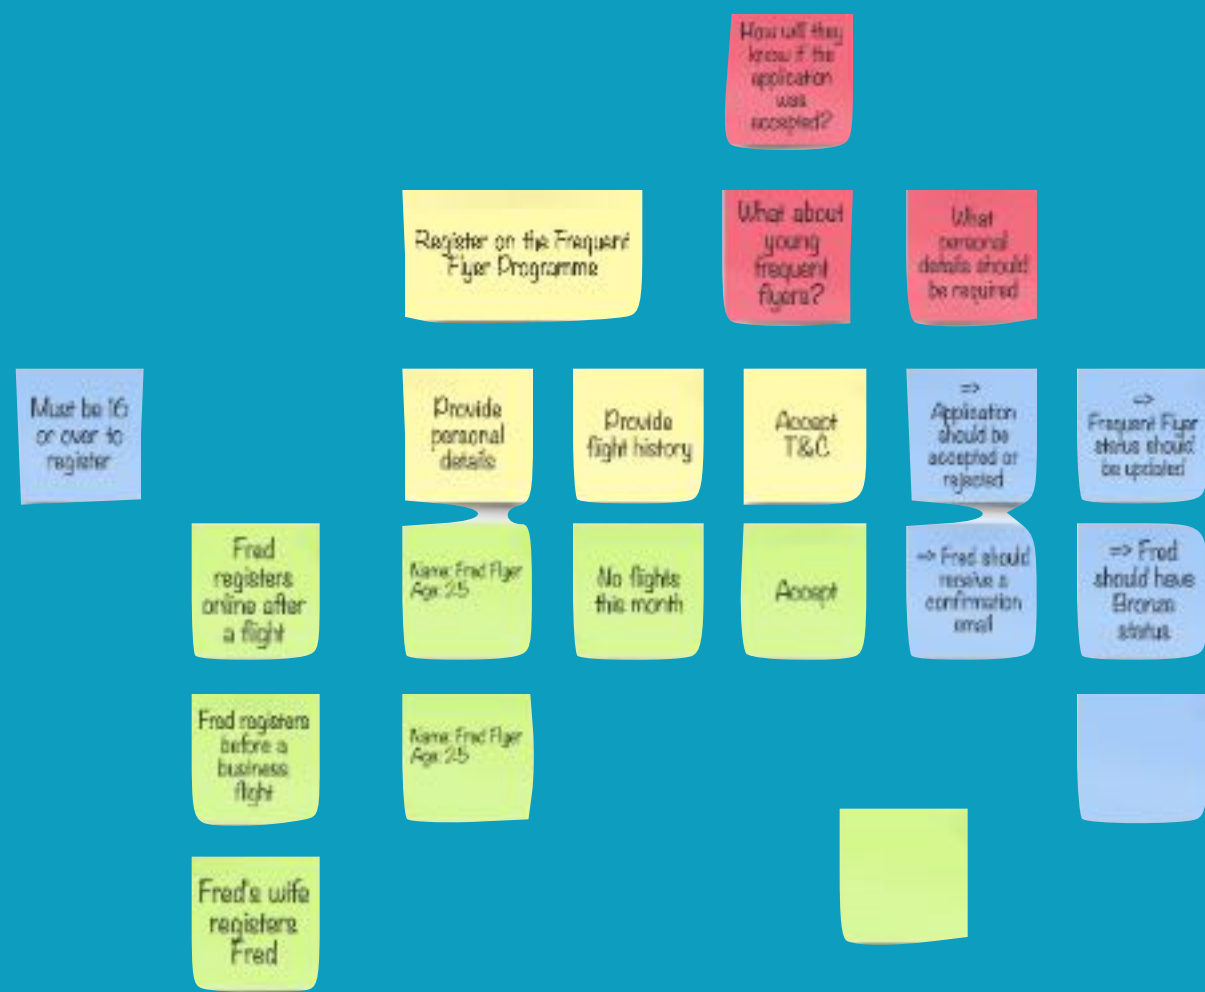 How will they
know if the
application
was
accepted?
Register on the Frequent
Flyer Programme
What about
young
frequent
flyers?
What
personal
details should
be required
Must be 16
or over to
register
Provide
personal
details
Provide
flight history
Accept
T&C
=>
Application
should be
accepted or
rejected
=>
Frequent Flyer
status should
be updated
Fred
registers
online after
a flight
Name: Fred Flyer
Age: 25
No flights
this month
Accept
=> Fred should
receive a
confirmation
email
=> Fred
should have
Bronze
status
Fred registers
before a
business
flight
Name: Fred Flyer
Age: 25
Fred's wife
registers
Fred